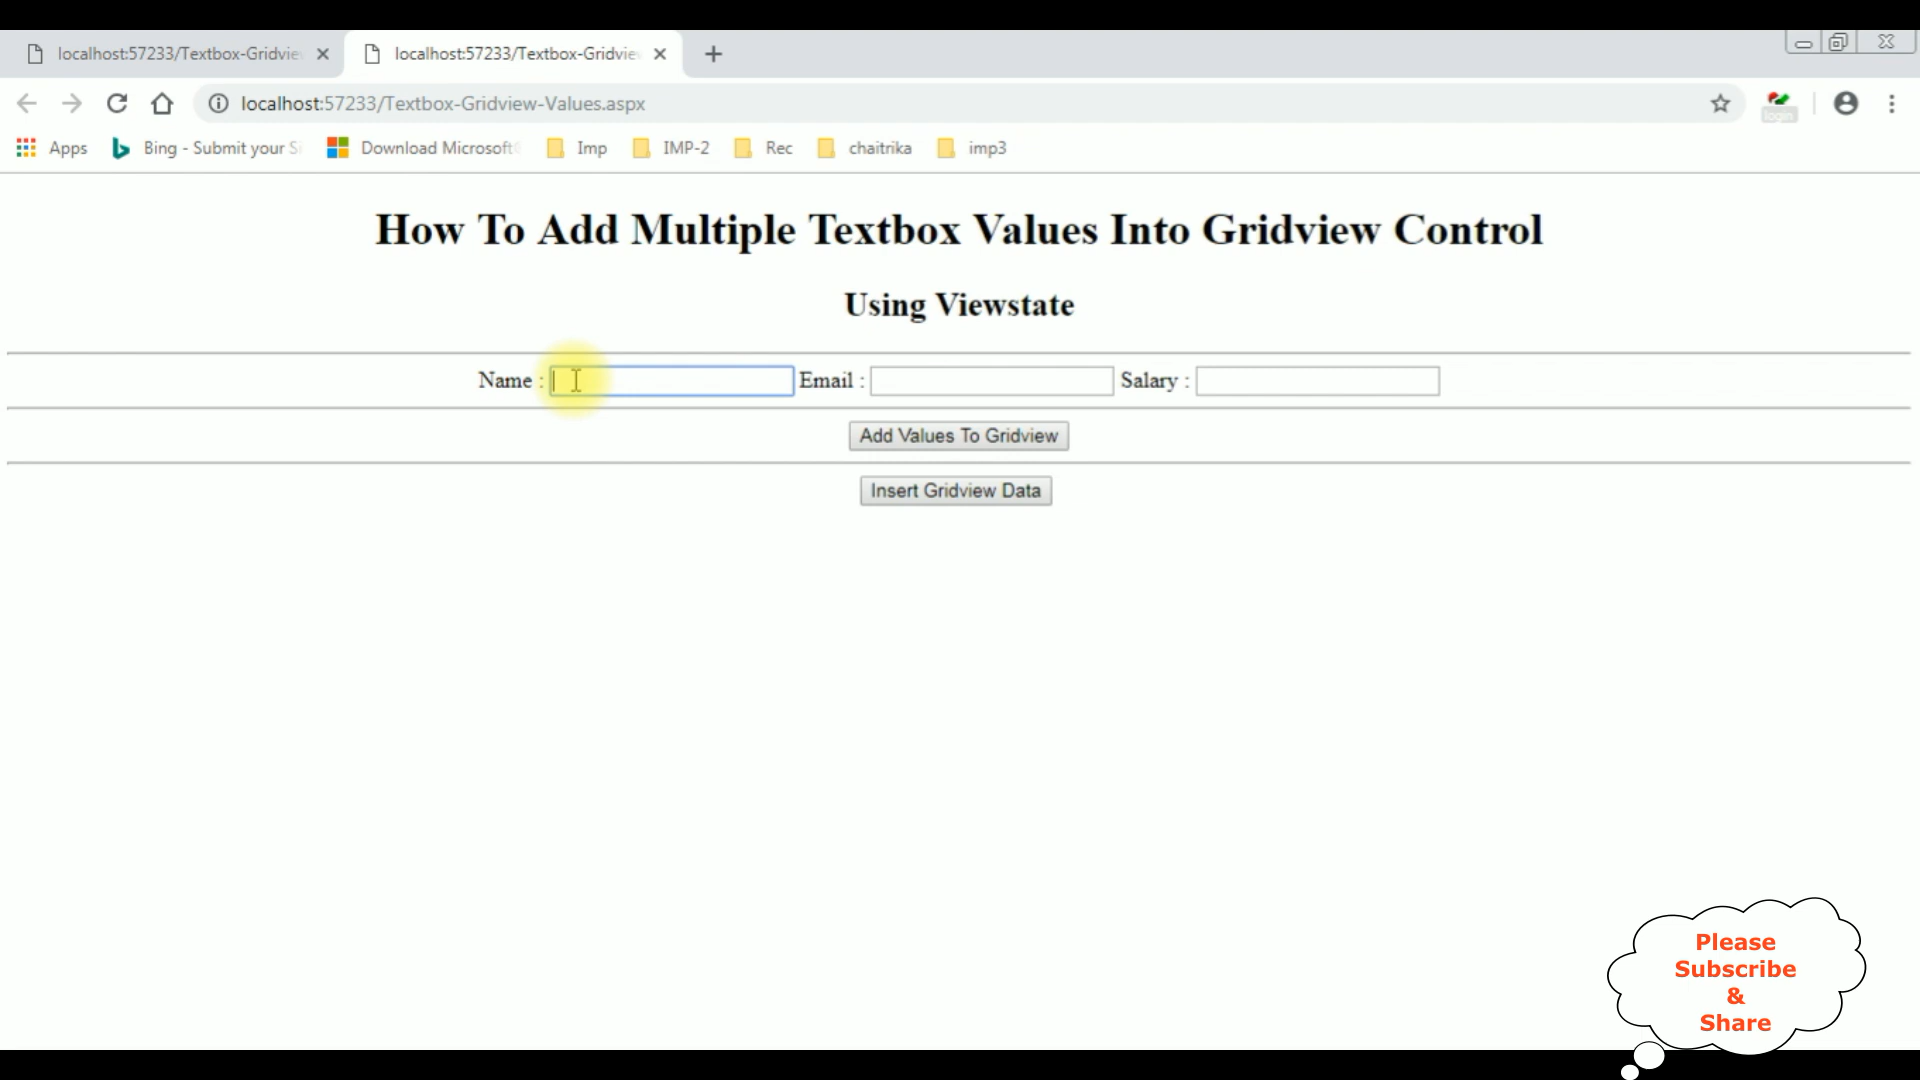 localhost:57233/Textbox-Gridvie
localhost:57233/Textbox-Gridvie
localhost:57233/Textbox-Gridview-Values.aspx
login
Apps
Bing - Submit your Si
Download Microsoft
Imp
IMP-2
Rec
chaitrika
imp3
How To Add Multiple Textbox Values Into Gridview Control
Using Viewstate
Name : Email : Salary :
Add Values To Gridview
Insert Gridview Data
Please
Subscribe
&
Share